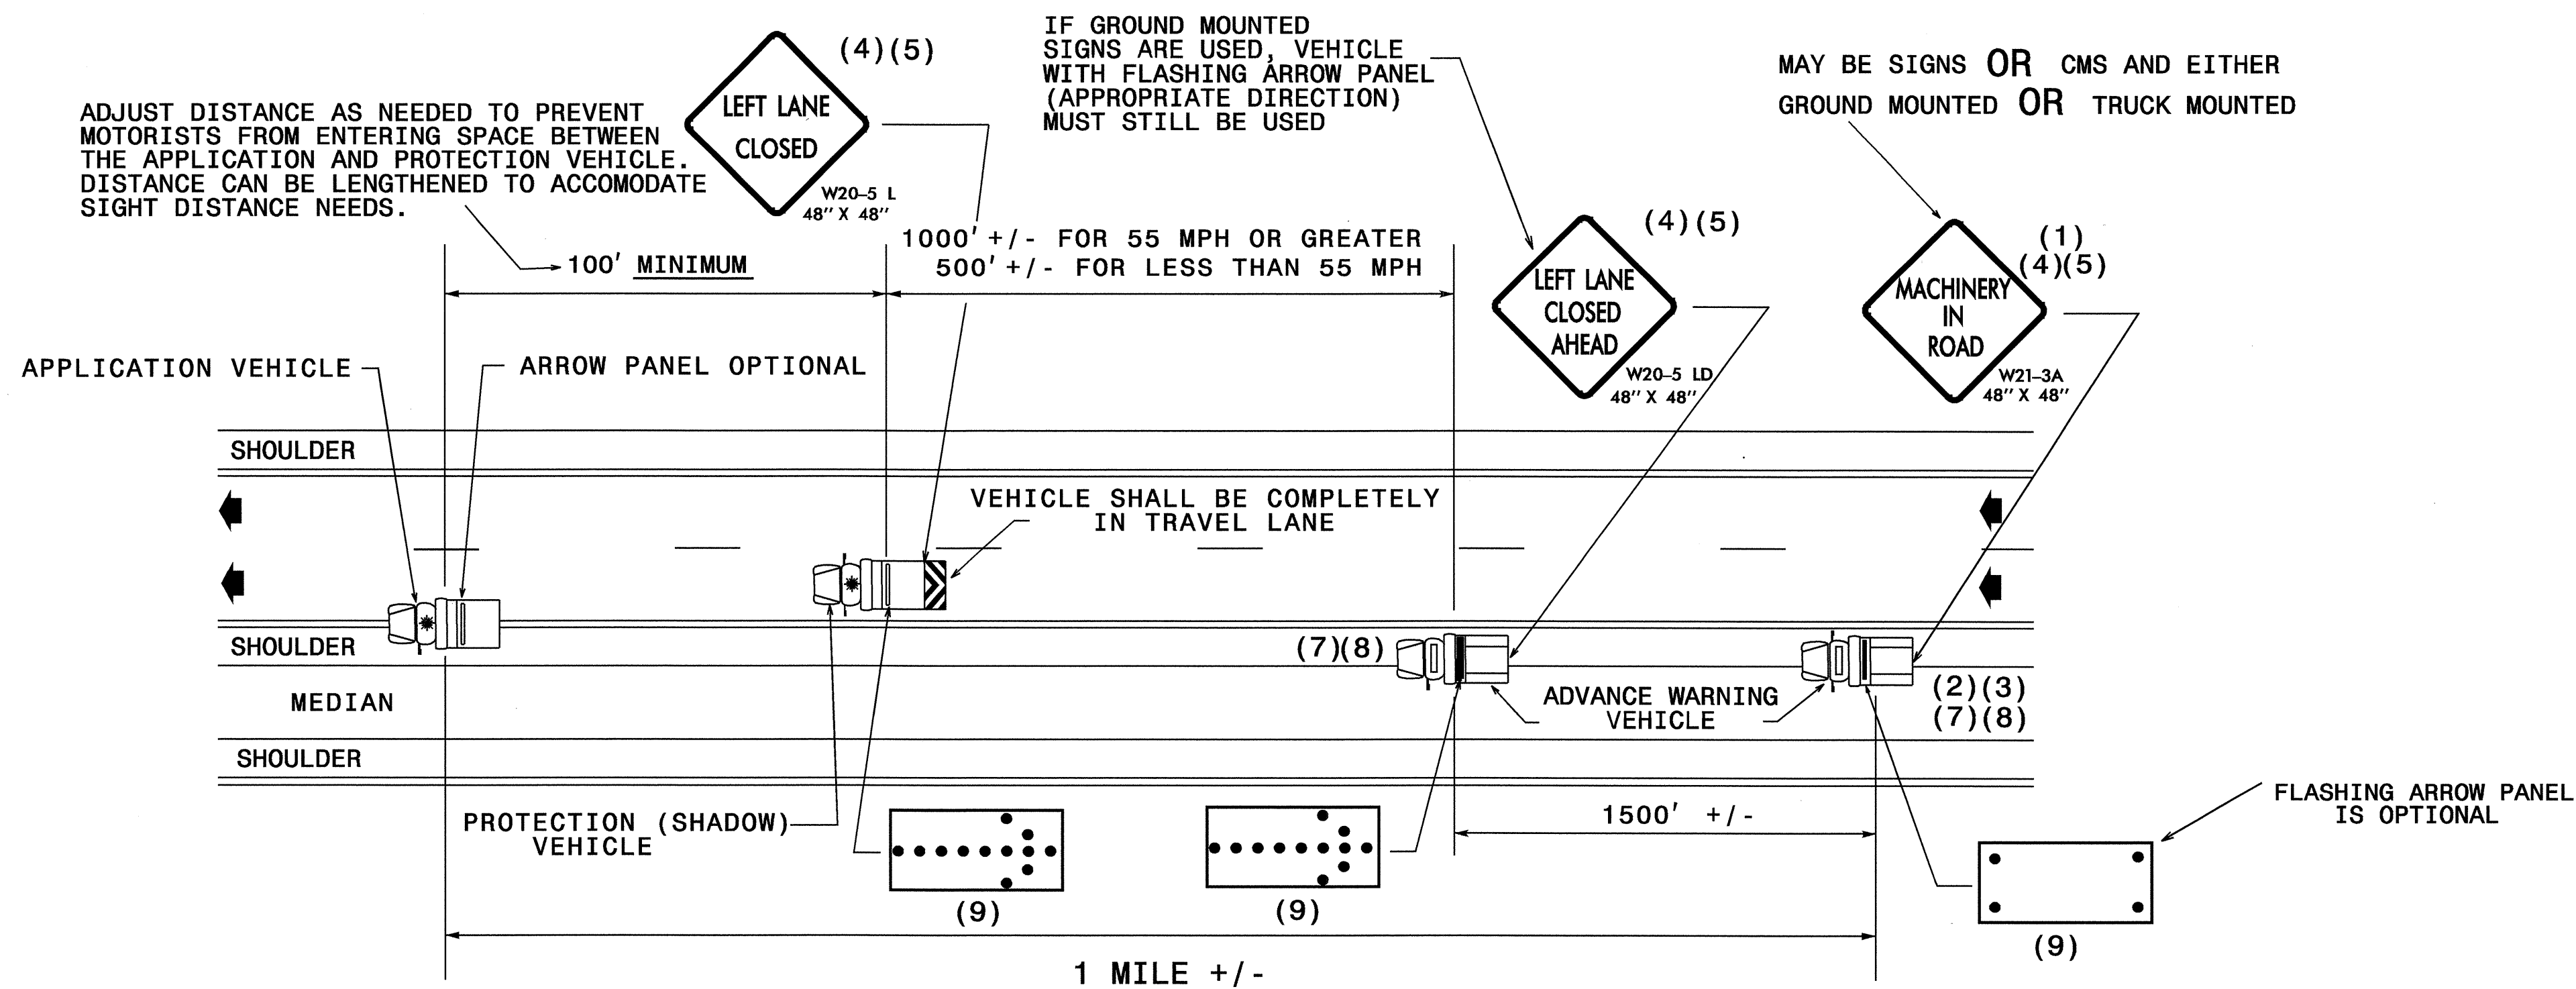 IF GROUND MOUNTED
SIGNS ARE USED, VEHICLE
WITH FLASHING ARROW PANEL
(APPROPRIATE DIRECTION)
MUST STILL BE USED
(4)(5)
LEFT LANE
CLOSED
W20-5 L
48" X 48"
MAY BE SIGNS OR CMS AND EITHER
GROUND MOUNTED OR TRUCK MOUNTED
ADJUST DISTANCE AS NEEDED TO PREVENT
MOTORISTS FROM ENTERING SPACE BETWEEN
THE APPLICATION AND PROTECTION VEHICLE.
DISTANCE CAN BE LENGTHENED TO ACCOMODATE
SIGHT DISTANCE NEEDS.
100' MINIMUM
1000' +/- FOR 55 MPH OR GREATER
500' +/- FOR LESS THAN 55 MPH
(4)(5)
LEFT LANE
CLOSED
AHEAD
W20-5 LD
48" X 48"
(1)
(4)(5)
MACHINERY
IN
ROAD
W21-3A
48" X 48"
APPLICATION VEHICLE
ARROW PANEL OPTIONAL
SHOULDER
VEHICLE SHALL BE COMPLETELY
IN TRAVEL LANE
SHOULDER
(7)(8)
MEDIAN
ADVANCE WARNING
VEHICLE
(2)(3)
(7)(8)
SHOULDER
PROTECTION (SHADOW)
VEHICLE
1500' +/-
FLASHING ARROW PANEL
IS OPTIONAL
(9)
(9)
(9)
1 MILE +/-